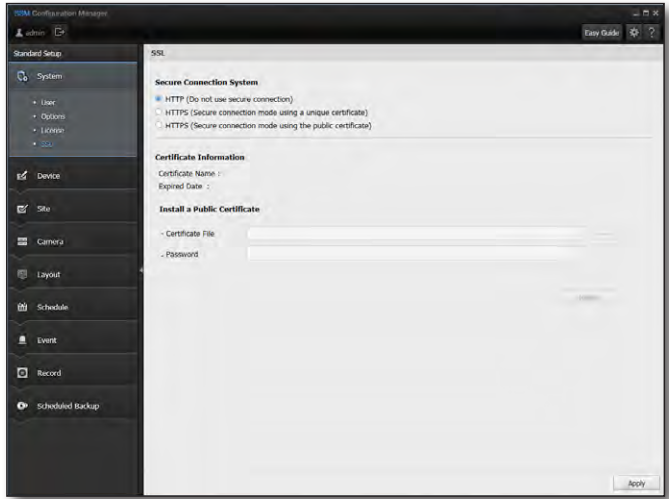 SSM Configuration Manager
admin
Easy Guide
?
Standard Setup
SSL
System
User
Options
License
SSL
Device
Site
Camera
Layout
Schedule
Event
Record
Scheduled Backup
Secure Connection System
HTTP (Do not use secure connection)
HTTPS (Secure connection mode using a unique certificate)
HTTPS (Secure connection mode using the public certificate)
Certificate Information
Certificate Name :
Expired Date :
Install a Public Certificate
- Certificate File
- Password
Apply